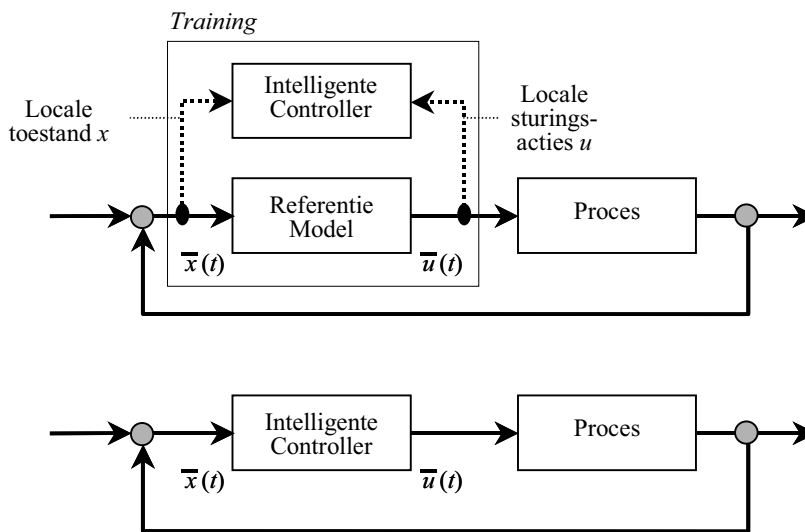 Training
Intelligente
Controller
Locale
toestand x
Locale
sturings-
acties u
Referentie
Model
Proces
x̅(t)
u̅(t)
Intelligente
Controller
Proces
x̅(t)
u̅(t)